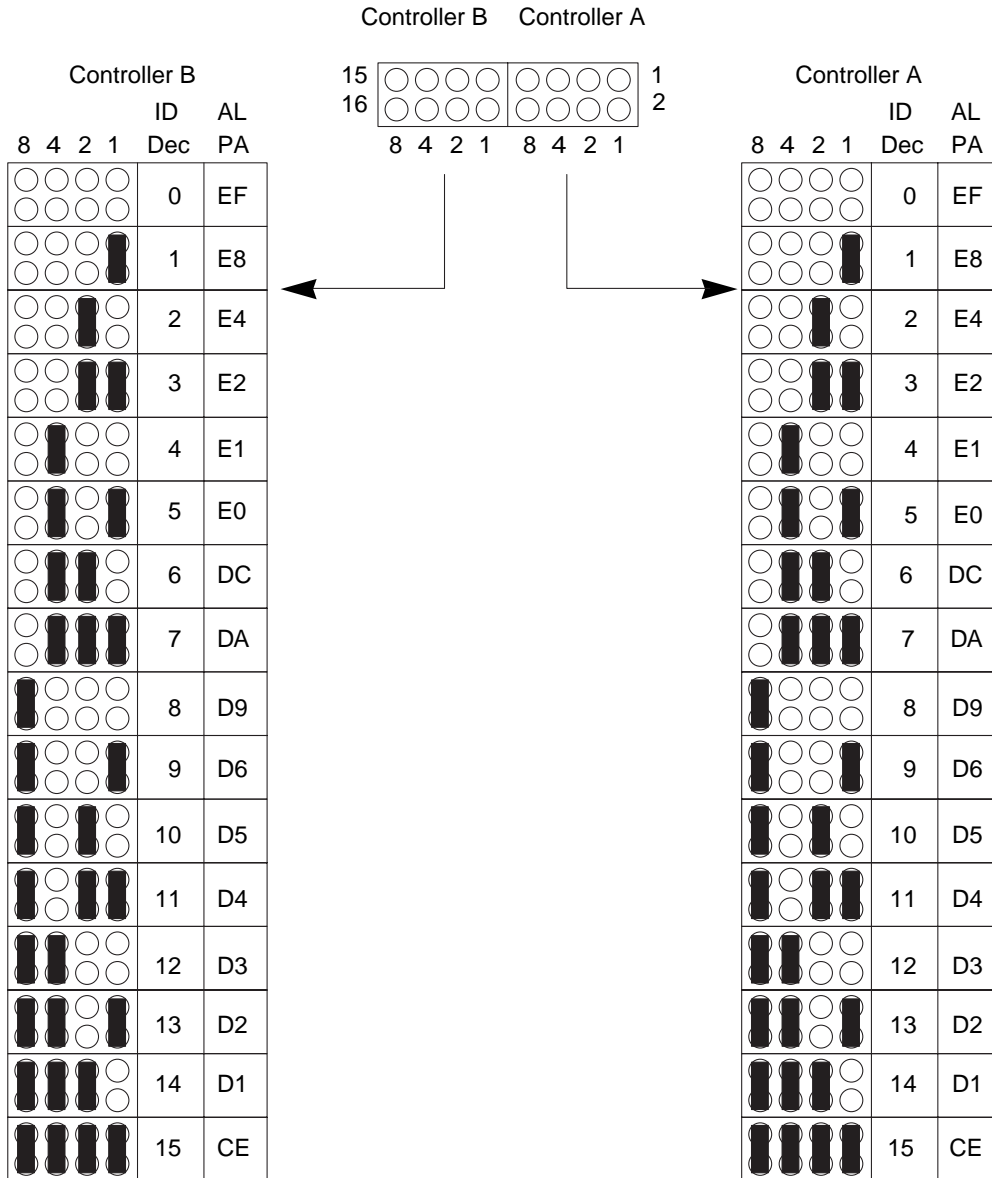 Controller B Controller A
15 1
16 2
8 4 2 1 8 4 2 1
Controller B
ID AL
8 4 2 1 Dec PA
0 EF
1 E8
2 E4
3 E2
4 E1
5 E0
6 DC
7 DA
8 D9
9 D6
10 D5
11 D4
12 D3
13 D2
14 D1
15 CE
Controller A
ID AL
8 4 2 1 Dec PA
0 EF
1 E8
2 E4
3 E2
4 E1
5 E0
6 DC
7 DA
8 D9
9 D6
10 D5
11 D4
12 D3
13 D2
14 D1
15 CE